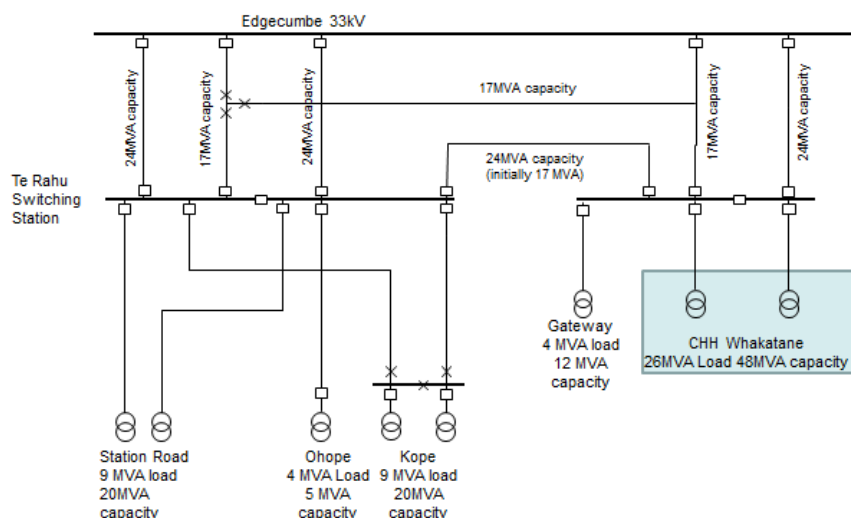 Edgecumbe 33kV
24MVA capacity
17MVA capacity
24MVA capacity
17MVA capacity
17MVA capacity
24MVA capacity
24MVA capacity
(initially 17 MVA)
Te Rahu
Switching
Station
Station Road
9 MVA load
20MVA
capacity
Ohope
4 MVA Load
5 MVA
capacity
Kope
9 MVA load
20MVA
capacity
Gateway
4 MVA load
12 MVA
capacity
CHH Whakatane
26MVA Load 48MVA capacity